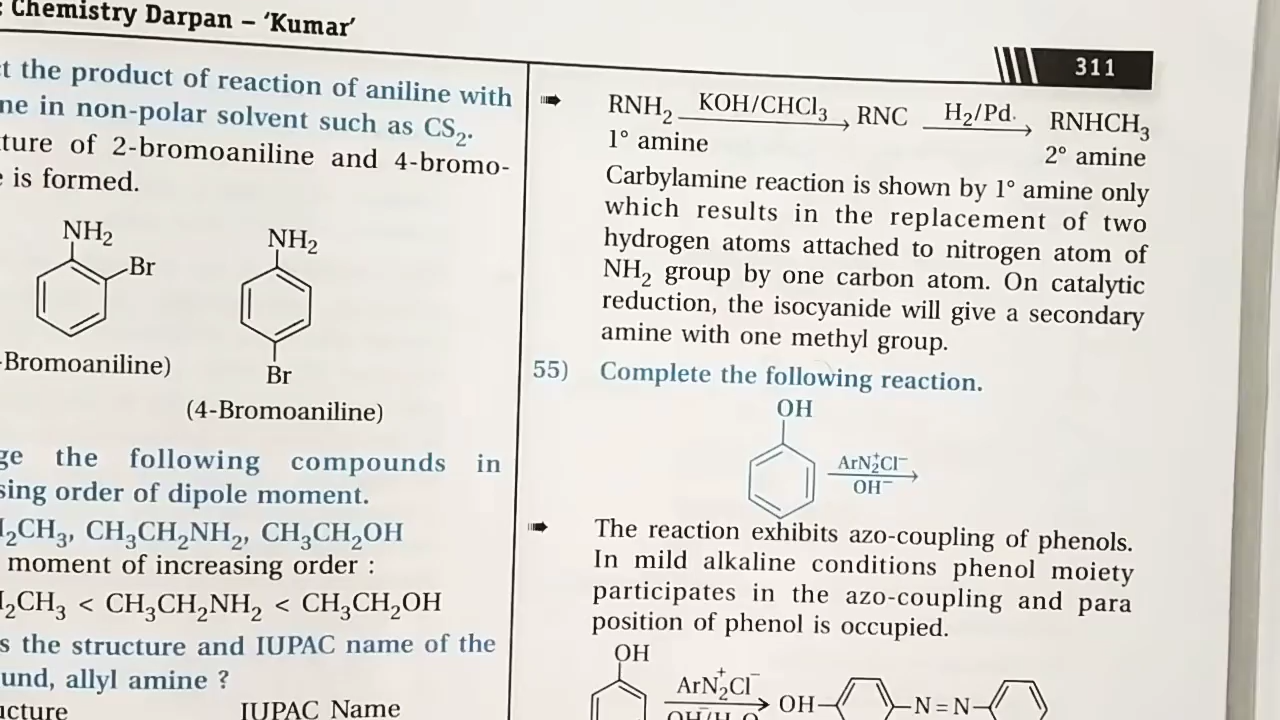 Chemistry Darpan – ‘Kumar’
311
t the product of reaction of aniline with
ne in non-polar solvent such as CS₂.
ture of 2-bromoaniline and 4-bromo-
e is formed.
NH₂
Br
NH₂
-Bromoaniline)
Br
(4-Bromoaniline)
ge the following compounds in
sing order of dipole moment.
₂CH₃, CH₃CH₂NH₂, CH₃CH₂OH
moment of increasing order :
₂CH₃ < CH₃CH₂NH₂ < CH₃CH₂OH
s the structure and IUPAC name of the
und, allyl amine ?
ucture IUPAC Name
➠ RNH₂ KOH/CHCl₃ RNC H₂/Pd. RNHCH₃
1° amine 2° amine
Carbylamine reaction is shown by 1° amine only
which results in the replacement of two
hydrogen atoms attached to nitrogen atom of
NH₂ group by one carbon atom. On catalytic
reduction, the isocyanide will give a secondary
amine with one methyl group.
55) Complete the following reaction.
OH
ArN₂⁺Cl⁻
OH⁻
➠ The reaction exhibits azo-coupling of phenols.
In mild alkaline conditions phenol moiety
participates in the azo-coupling and para
position of phenol is occupied.
OH
ArN₂⁺Cl⁻
OH–N=N–